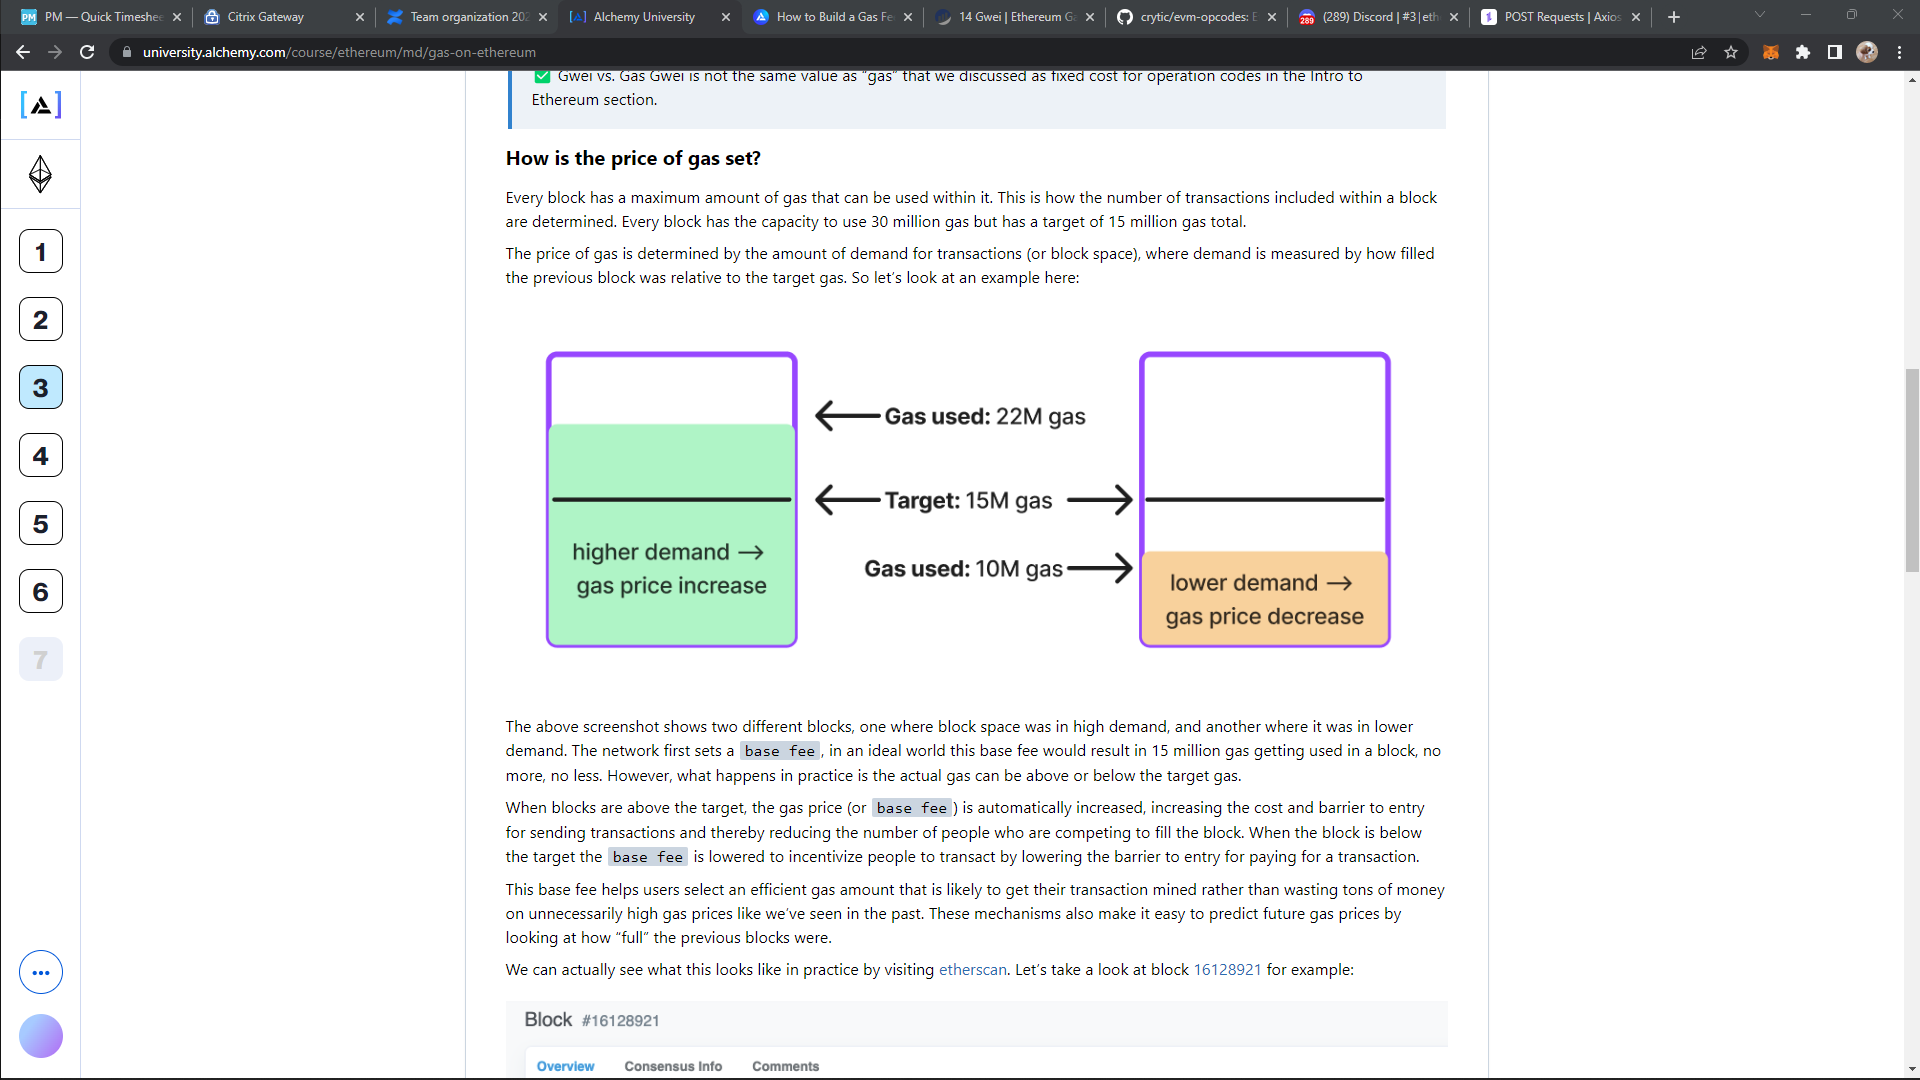 PM — Quick Timeshee
Citrix Gateway
Team organization 202
Alchemy University
How to Build a Gas Fe
14 Gwei | Ethereum Ga
crytic/evm-opcodes: E
(289) Discord | #3|eth
POST Requests | Axios
university.alchemy.com/course/ethereum/md/gas-on-ethereum
✅ Gwei vs. Gas Gwei is not the same value as "gas" that we discussed as fixed cost for operation codes in the Intro to
Ethereum section.
How is the price of gas set?
Every block has a maximum amount of gas that can be used within it. This is how the number of transactions included within a block
are determined. Every block has the capacity to use 30 million gas but has a target of 15 million gas total.
The price of gas is determined by the amount of demand for transactions (or block space), where demand is measured by how filled
the previous block was relative to the target gas. So let's look at an example here:
Gas used: 22M gas
Target: 15M gas
Gas used: 10M gas
higher demand →
gas price increase
lower demand →
gas price decrease
The above screenshot shows two different blocks, one where block space was in high demand, and another where it was in lower
demand. The network first sets a base fee, in an ideal world this base fee would result in 15 million gas getting used in a block, no
more, no less. However, what happens in practice is the actual gas can be above or below the target gas.
When blocks are above the target, the gas price (or base fee) is automatically increased, increasing the cost and barrier to entry
for sending transactions and thereby reducing the number of people who are competing to fill the block. When the block is below
the target the base fee is lowered to incentivize people to transact by lowering the barrier to entry for paying for a transaction.
This base fee helps users select an efficient gas amount that is likely to get their transaction mined rather than wasting tons of money
on unnecessarily high gas prices like we've seen in the past. These mechanisms also make it easy to predict future gas prices by
looking at how "full" the previous blocks were.
We can actually see what this looks like in practice by visiting etherscan. Let's take a look at block 16128921 for example:
Block #16128921
Overview Consensus Info Comments
1
2
3
4
5
6
7
PM
289